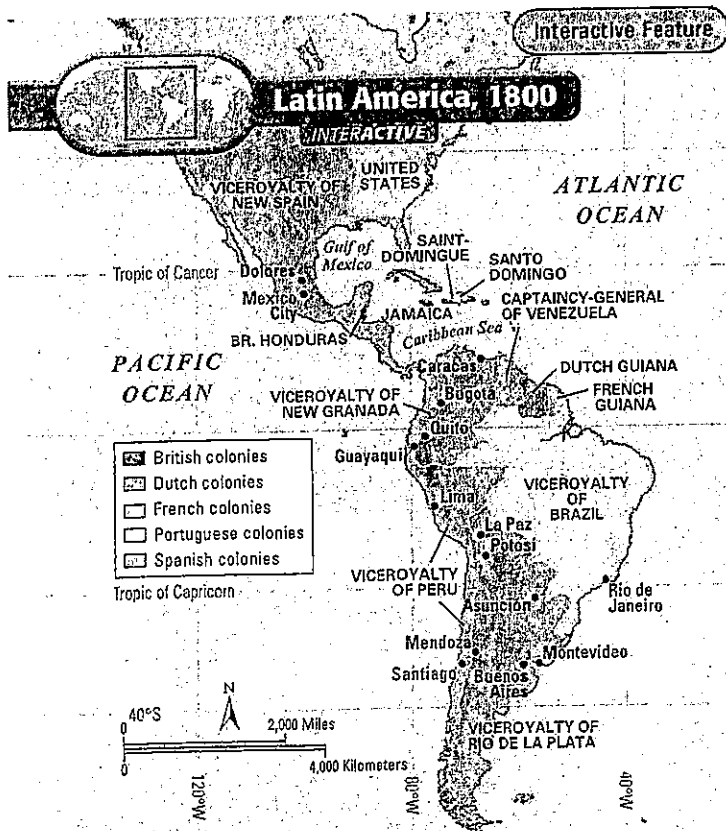 Interactive Feature
Latin America, 1800
INTERACTIVE
VICEROYALTY OF
NEW SPAIN
UNITED
STATES
ATLANTIC
OCEAN
Gulf of
Mexico
SAINT-
DOMINGUE
SANTO
DOMINGO
Tropic of Cancer
Dolores
Mexico
City
JAMAICA
CAPTAINCY-GENERAL
OF VENEZUELA
BR. HONDURAS
Caribbean Sea
PACIFIC
OCEAN
Caracas
DUTCH GUIANA
FRENCH
GUIANA
VICEROYALTY OF
NEW GRANADA
Bogotá
Quito
Guayaqui
British colonies
Dutch colonies
French colonies
Portuguese colonies
Spanish colonies
VICEROYALTY
OF
BRAZIL
Lima
La Paz
Potosí
VICEROYALTY
OF PERU
Tropic of Capricorn
Asunción
Rio de
Janeiro
Mendoza
Santiago
Montevideo
Buenos
Aires
N
40°S
0
2,000 Miles
0
4,000 Kilometers
VICEROYALTY OF
RIO DE LA PLATA
120°W
80°W
40°W